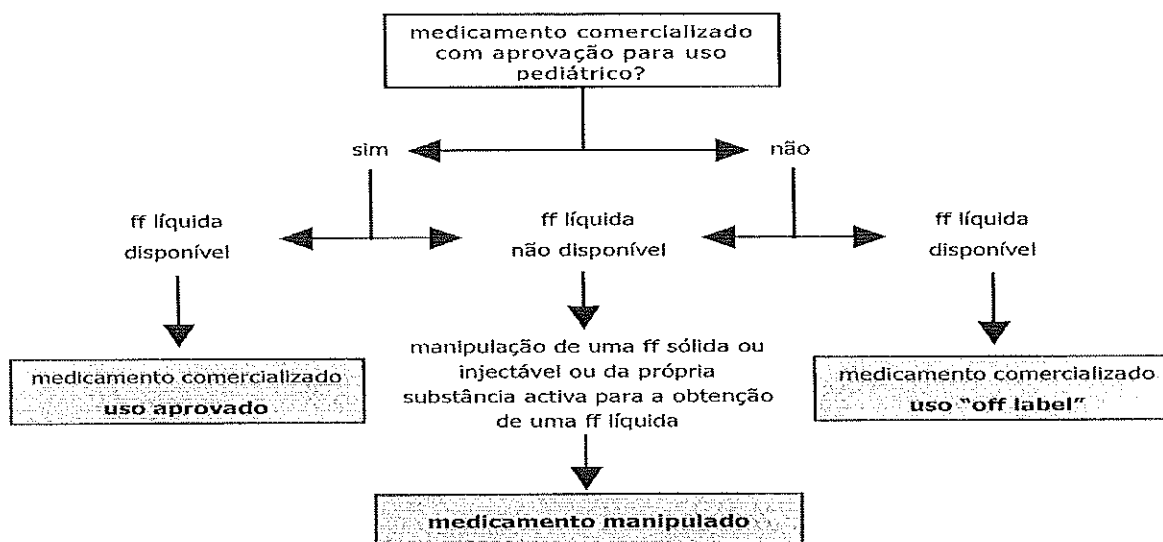 medicamento comercializado
com aprovação para uso
pediátrico?
sim
não
ff líquida
disponível
ff líquida
não disponível
ff líquida
disponível
medicamento comercializado
uso aprovado
manipulação de uma ff sólida ou
injectável ou da própria
substância activa para a obtenção
de uma ff líquida
medicamento comercializado
uso "off label"
medicamento manipulado